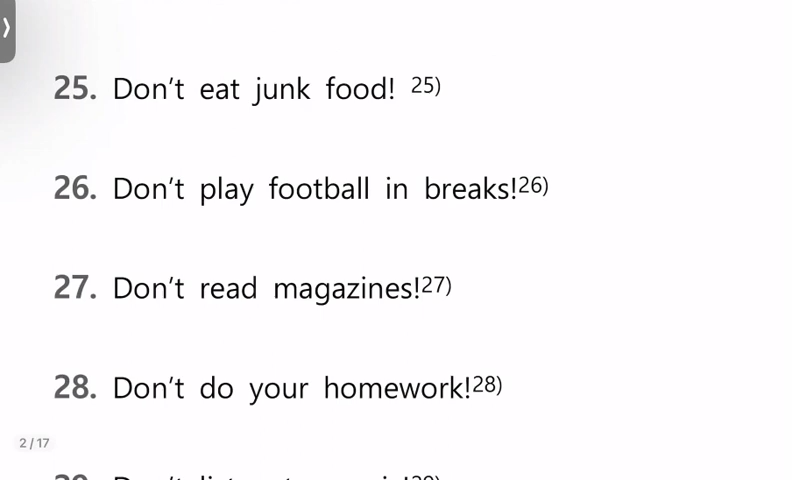 25. Don't eat junk food! 25)
26. Don't play football in breaks!26)
27. Don't read magazines!27)
28. Don't do your homework!28)
2 / 17